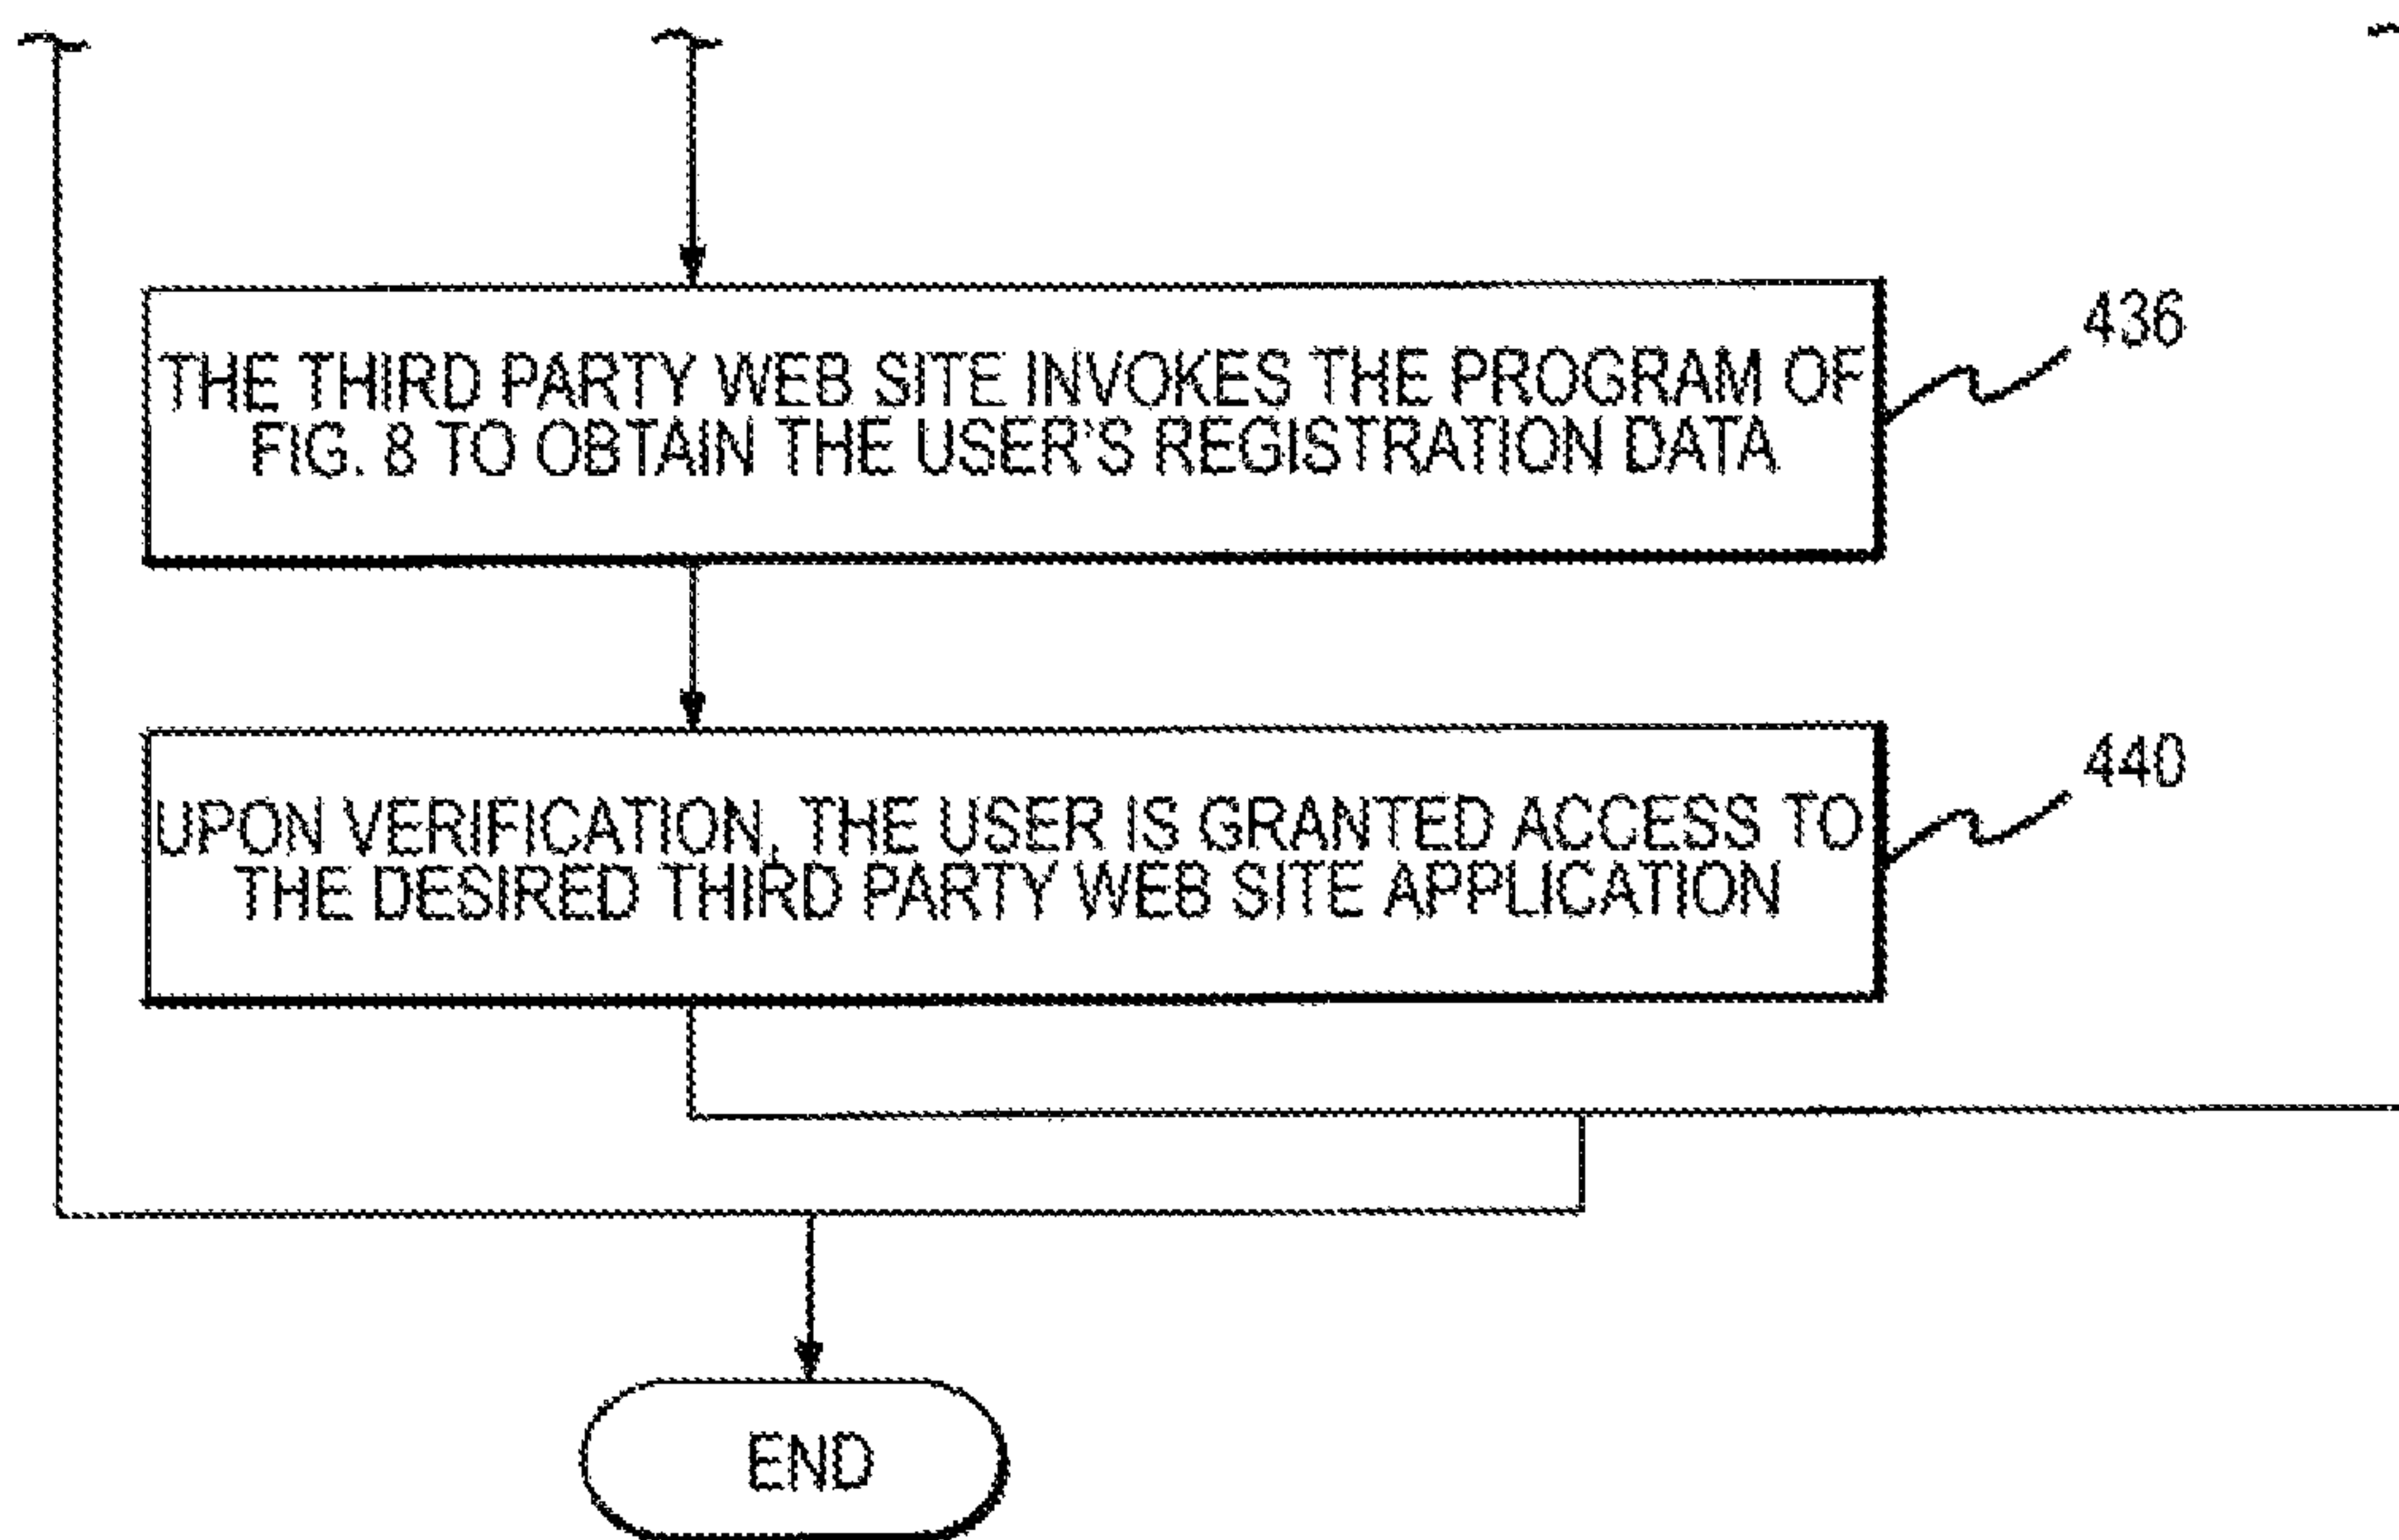 436
THE THIRD PARTY WEB SITE INVOKES THE PROGRAM OF
FIG. 8 TO OBTAIN THE USER'S REGISTRATION DATA
440
UPON VERIFICATION, THE USER IS GRANTED ACCESS TO
THE DESIRED THIRD PARTY WEB SITE APPLICATION
END